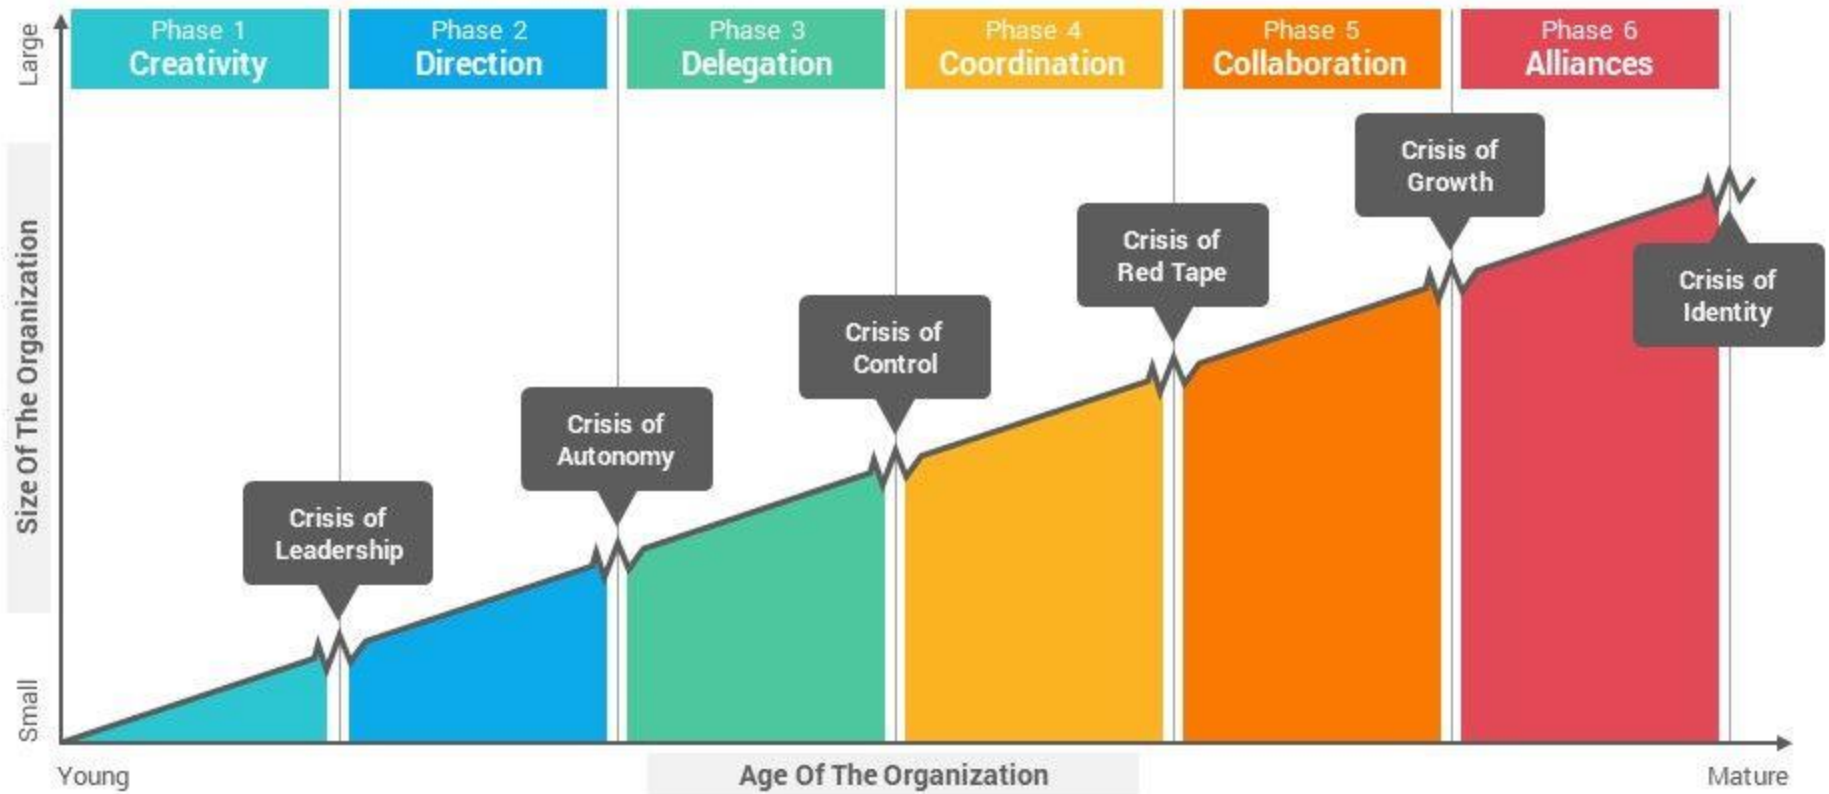 Phase 1
Creativity
Phase 2
Direction
Phase 3
Delegation
Phase 4
Coordination
Phase 5
Collaboration
Phase 6
Alliances
Large
Size Of The Organization
Small
Crisis of
Leadership
Crisis of
Autonomy
Crisis of
Control
Crisis of
Red Tape
Crisis of
Growth
Crisis of
Identity
Young
Age Of The Organization
Mature